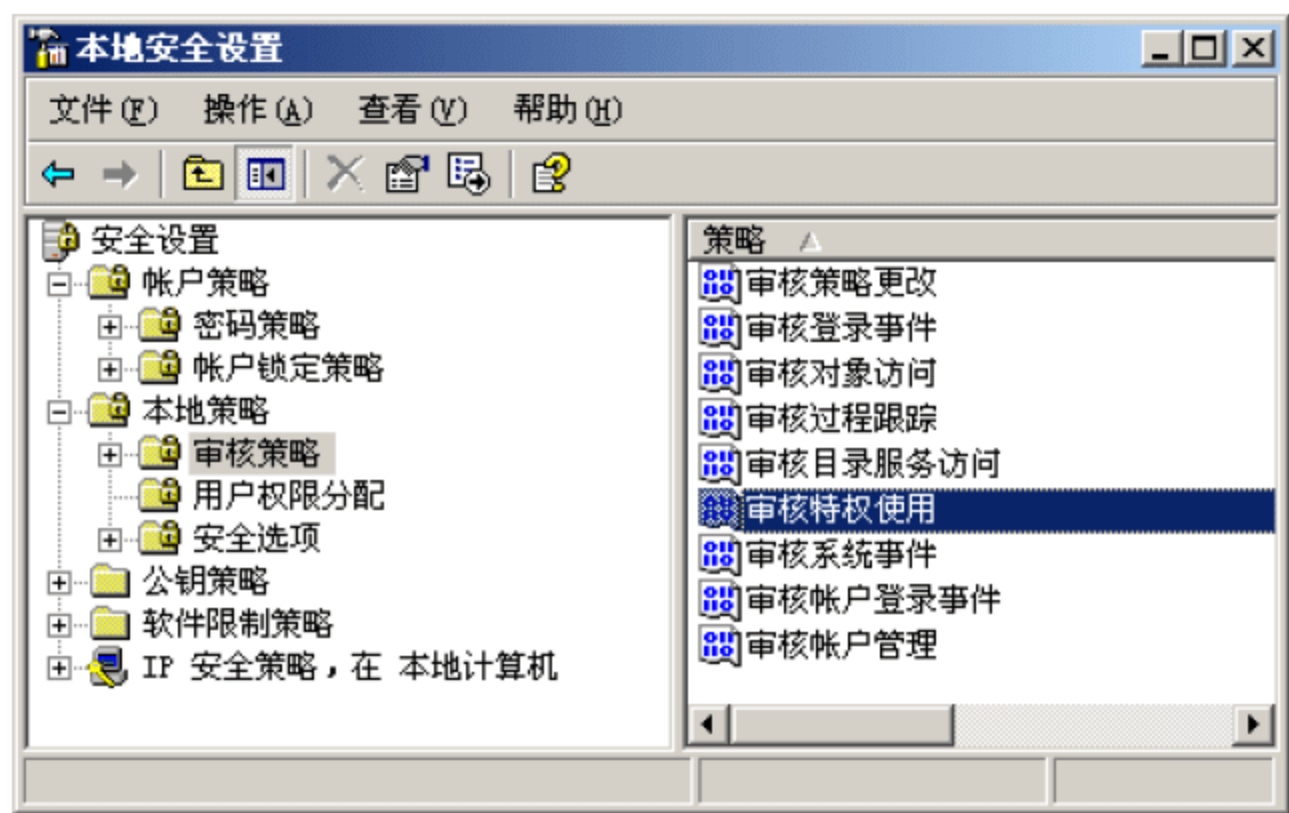 本地安全设置
文件(F) 操作(A) 查看(V) 帮助(H)
安全设置
帐户策略
密码策略
帐户锁定策略
本地策略
审核策略
用户权限分配
安全选项
公钥策略
软件限制策略
IP 安全策略，在 本地计算机
策略
审核策略更改
审核登录事件
审核对象访问
审核过程跟踪
审核目录服务访问
审核特权使用
审核系统事件
审核帐户登录事件
审核帐户管理